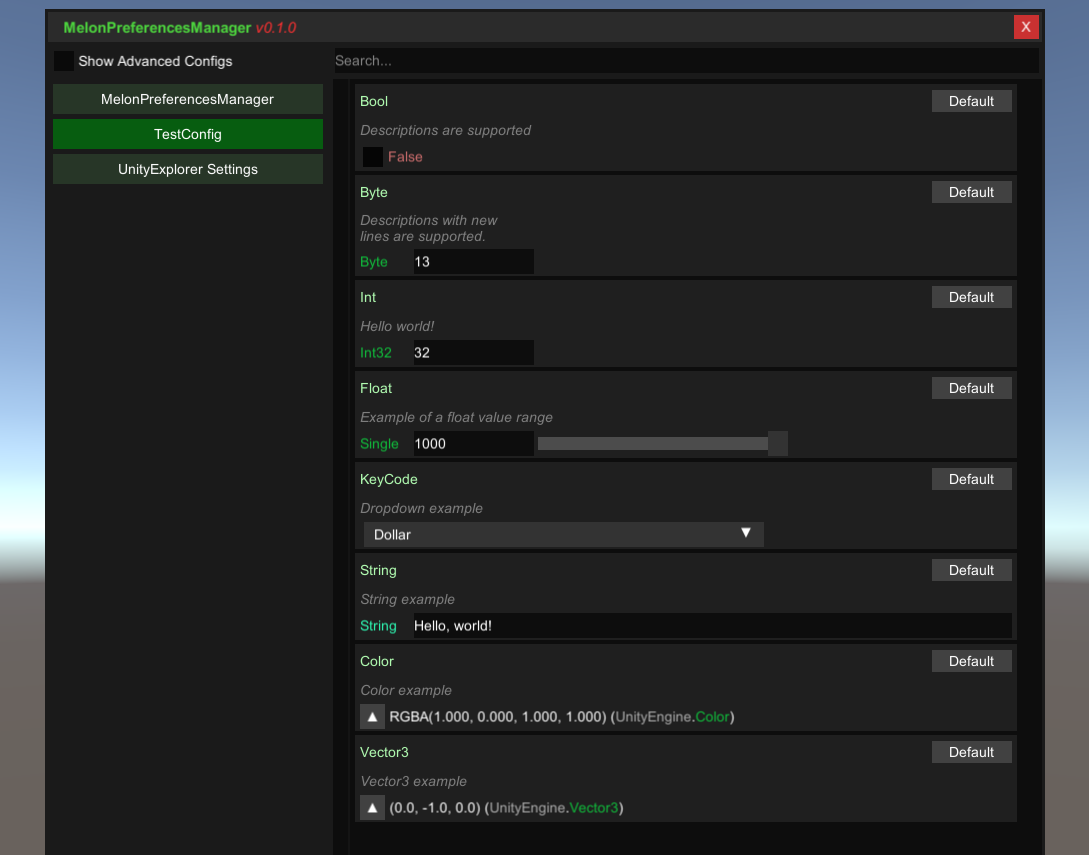 MelonPreferencesManager v0.1.0
X
Show Advanced Configs
Search...
MelonPreferencesManager
TestConfig
UnityExplorer Settings
Bool
Default
Descriptions are supported
False
Byte
Default
Descriptions with new
lines are supported.
Byte 13
Int
Default
Hello world!
Int32 32
Float
Default
Example of a float value range
Single 1000
KeyCode
Default
Dropdown example
Dollar ▼
String
Default
String example
String Hello, world!
Color
Default
Color example
▲ RGBA(1.000, 0.000, 1.000, 1.000) (UnityEngine.Color)
Vector3
Default
Vector3 example
▲ (0.0, -1.0, 0.0) (UnityEngine.Vector3)